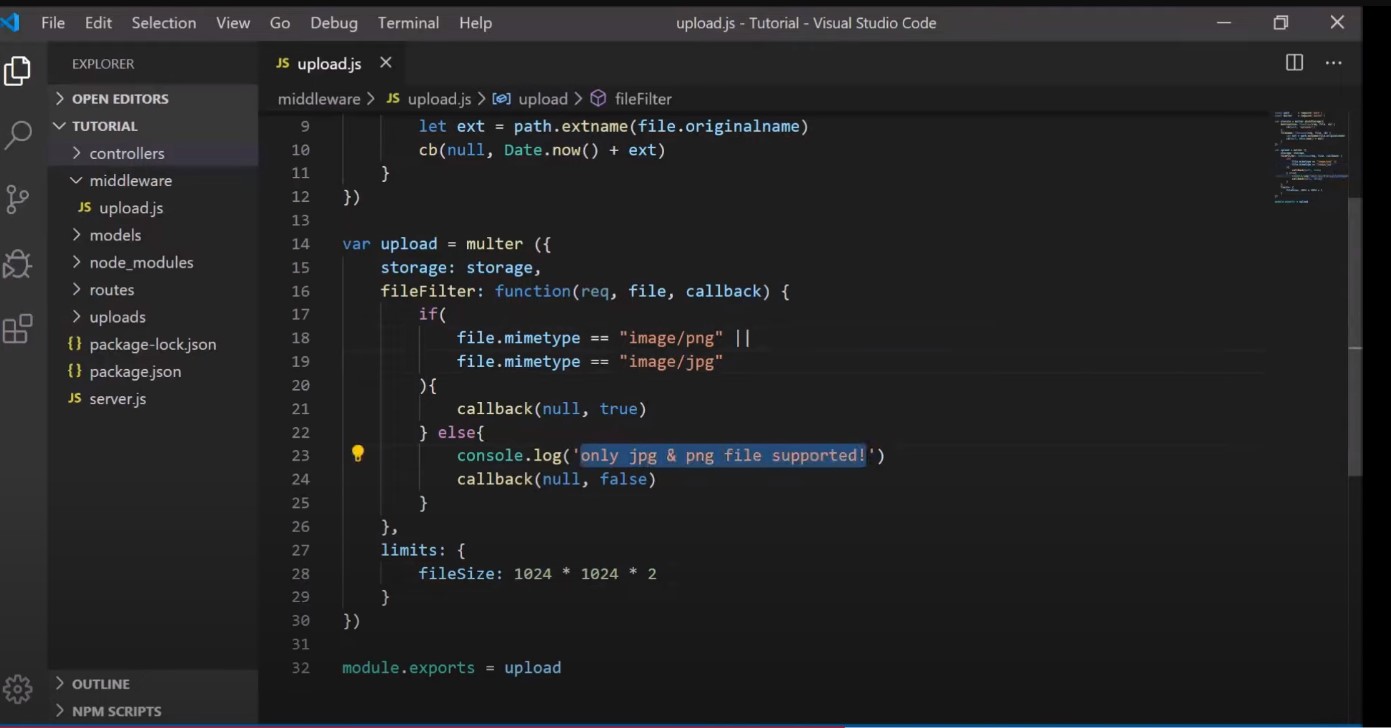 File Edit Selection View Go Debug Terminal Help upload.js - Tutorial - Visual Studio Code
EXPLORER
OPEN EDITORS
TUTORIAL
controllers
middleware
JS upload.js
models
node_modules
routes
uploads
{} package-lock.json
{} package.json
JS server.js
OUTLINE
NPM SCRIPTS
JS upload.js
middleware > JS upload.js > upload > fileFilter
9 let ext = path.extname(file.originalname)
10 cb(null, Date.now() + ext)
11 }
12 })
13
14 var upload = multer ({
15 storage: storage,
16 fileFilter: function(req, file, callback) {
17 if(
18 file.mimetype == "image/png" ||
19 file.mimetype == "image/jpg"
20 ){
21 callback(null, true)
22 } else{
23 console.log('only jpg & png file supported!')
24 callback(null, false)
25 }
26 },
27 limits: {
28 fileSize: 1024 * 1024 * 2
29 }
30 })
31
32 module.exports = upload